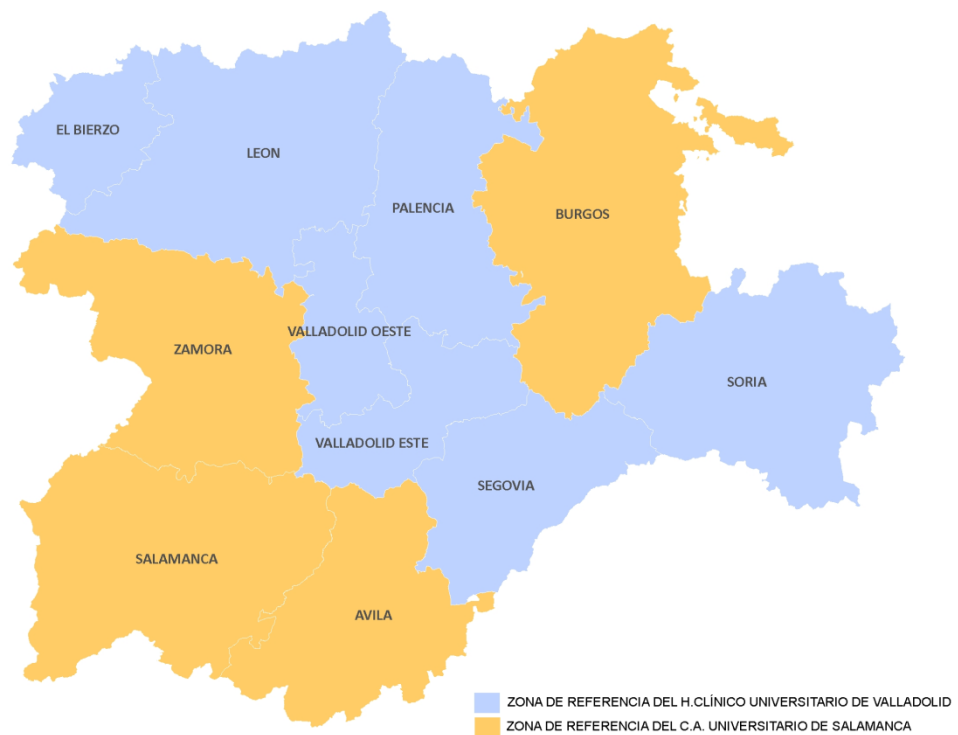 EL BIERZO
LEON
PALENCIA
BURGOS
VALLADOLID OESTE
ZAMORA
SORIA
VALLADOLID ESTE
SEGOVIA
SALAMANCA
AVILA
ZONA DE REFERENCIA DEL H.CLÍNICO UNIVERSITARIO DE VALLADOLID
ZONA DE REFERENCIA DEL C.A. UNIVERSITARIO DE SALAMANCA